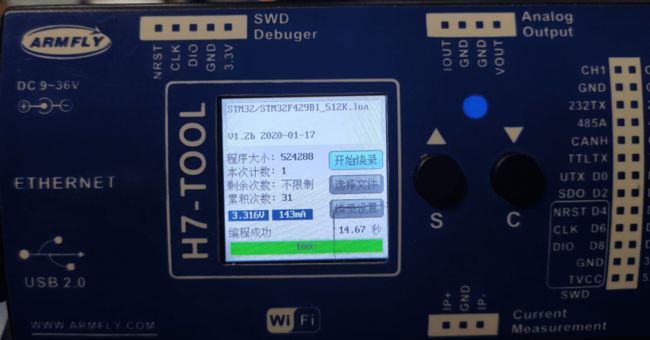 ARMFLY
DC 9~36V
ETHERNET
USB 2.0
WWW.ARMFLY.COM
SWD
Debuger
NRST
CLK
DIO
GND
3.3V
H7-TOOL
STM32/STM32F429BI_512K.lua
V1.2b 2020-01-17
程序大小: 524288
本次计数: 1
剩余次数: 不限制
累积次数: 31
开始烧录
选择文件
烧录设置
3.316V 143mA
编程成功 14.67 秒
100%
WiFi
Analog
Output
IOUT
GND
GND
VOUT
S
C
CH1
GND
232TX
485A
CANH
TTLTX
UTX D0
SDO D2
NRST D4
CLK D6
DIO D8
GND
TVCC
SWD
IP+
GND
IP-
Current
Measurement